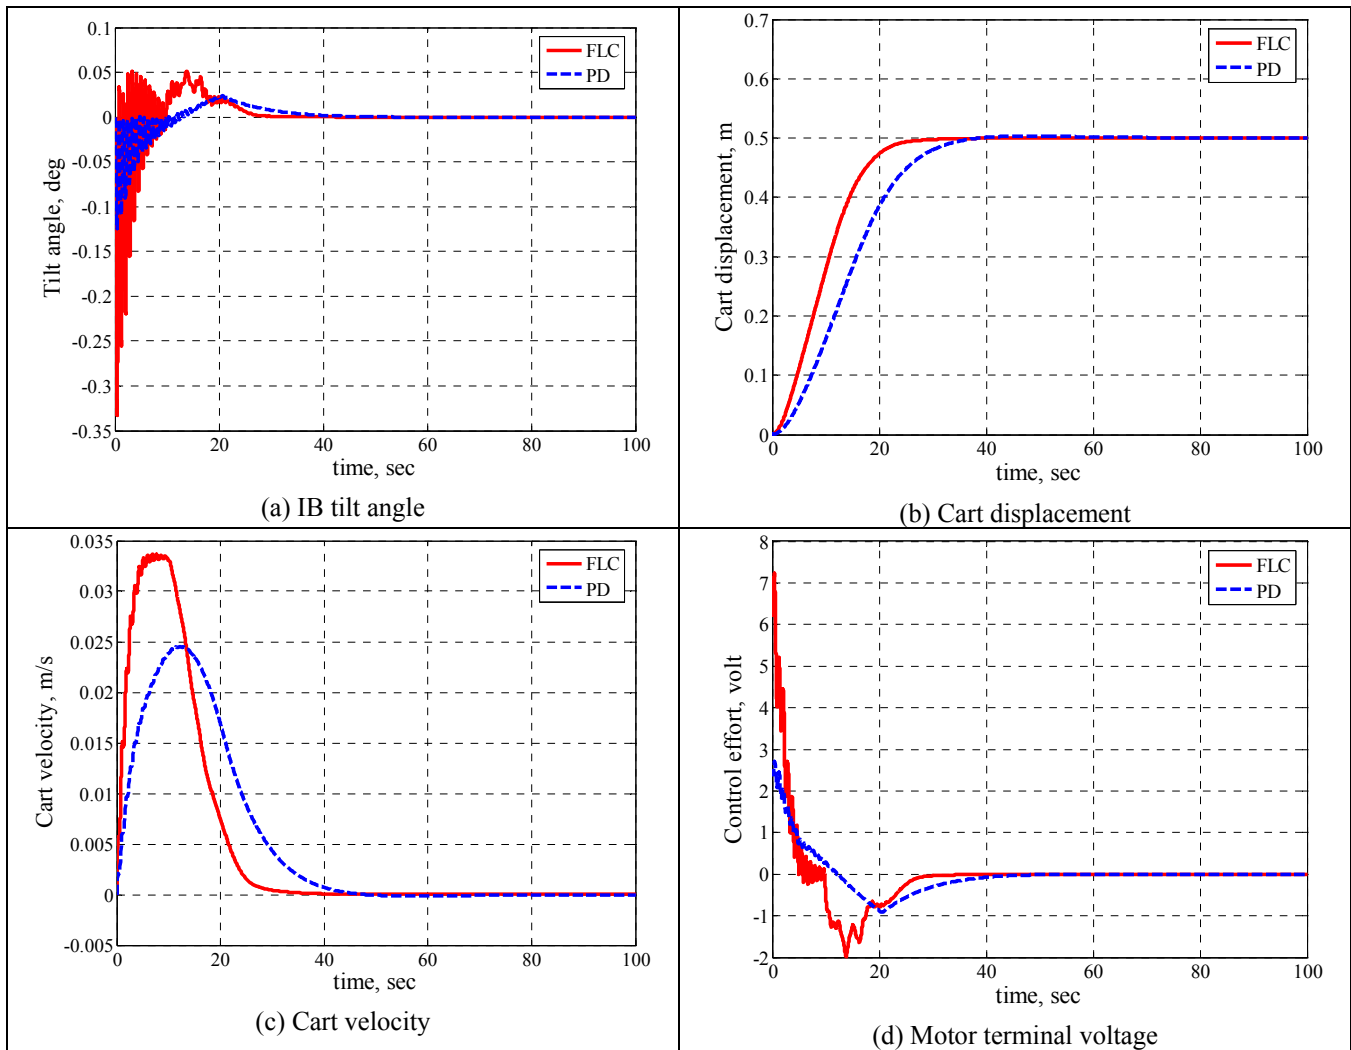 0.1
0.05
0
-0.05
-0.1
-0.15
-0.2
-0.25
-0.3
-0.35
Tilt angle, deg
FLC
PD
0 20 40 60 80 100
time, sec
(a) IB tilt angle
0.7
0.6
0.5
0.4
0.3
0.2
0.1
0
Cart displacement, m
FLC
PD
0 20 40 60 80 100
time, sec
(b) Cart displacement
0.035
0.03
0.025
0.02
0.015
0.01
0.005
0
-0.005
Cart velocity, m/s
FLC
PD
0 20 40 60 80 100
time, sec
(c) Cart velocity
8
7
6
5
4
3
2
1
0
-1
-2
Control effort, volt
FLC
PD
0 20 40 60 80 100
time, sec
(d) Motor terminal voltage